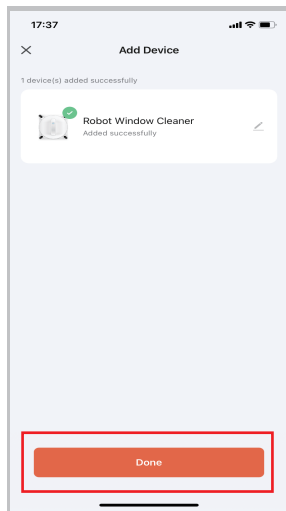 17:37
Add Device
1 device(s) added successfully
Robot Window Cleaner
Added successfully
Done